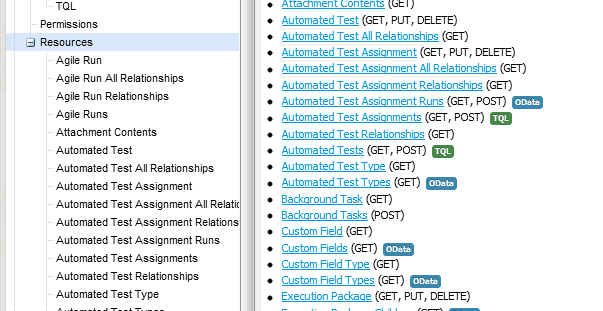 TQL
Permissions
Resources
Agile Run
Agile Run All Relationships
Agile Run Relationships
Agile Runs
Attachment Contents
Automated Test
Automated Test All Relationships
Automated Test Assignment
Automated Test Assignment All Relatio
Automated Test Assignment Relations
Automated Test Assignment Runs
Automated Test Assignments
Automated Test Relationships
Automated Test Type
Automated Test Types
Attachment Contents (GET)
Automated Test (GET, PUT, DELETE)
Automated Test All Relationships (GET)
Automated Test Assignment (GET, PUT, DELETE)
Automated Test Assignment All Relationships (GET)
Automated Test Assignment Relationships (GET)
Automated Test Assignment Runs (GET, POST) OData
Automated Test Assignments (GET, POST) TQL
Automated Test Relationships (GET)
Automated Tests (GET, POST) TQL
Automated Test Type (GET)
Automated Test Types (GET) OData
Background Task (GET)
Background Tasks (POST)
Custom Field (GET)
Custom Fields (GET) OData
Custom Field Type (GET)
Custom Field Types (GET) OData
Execution Package (GET, PUT, DELETE)